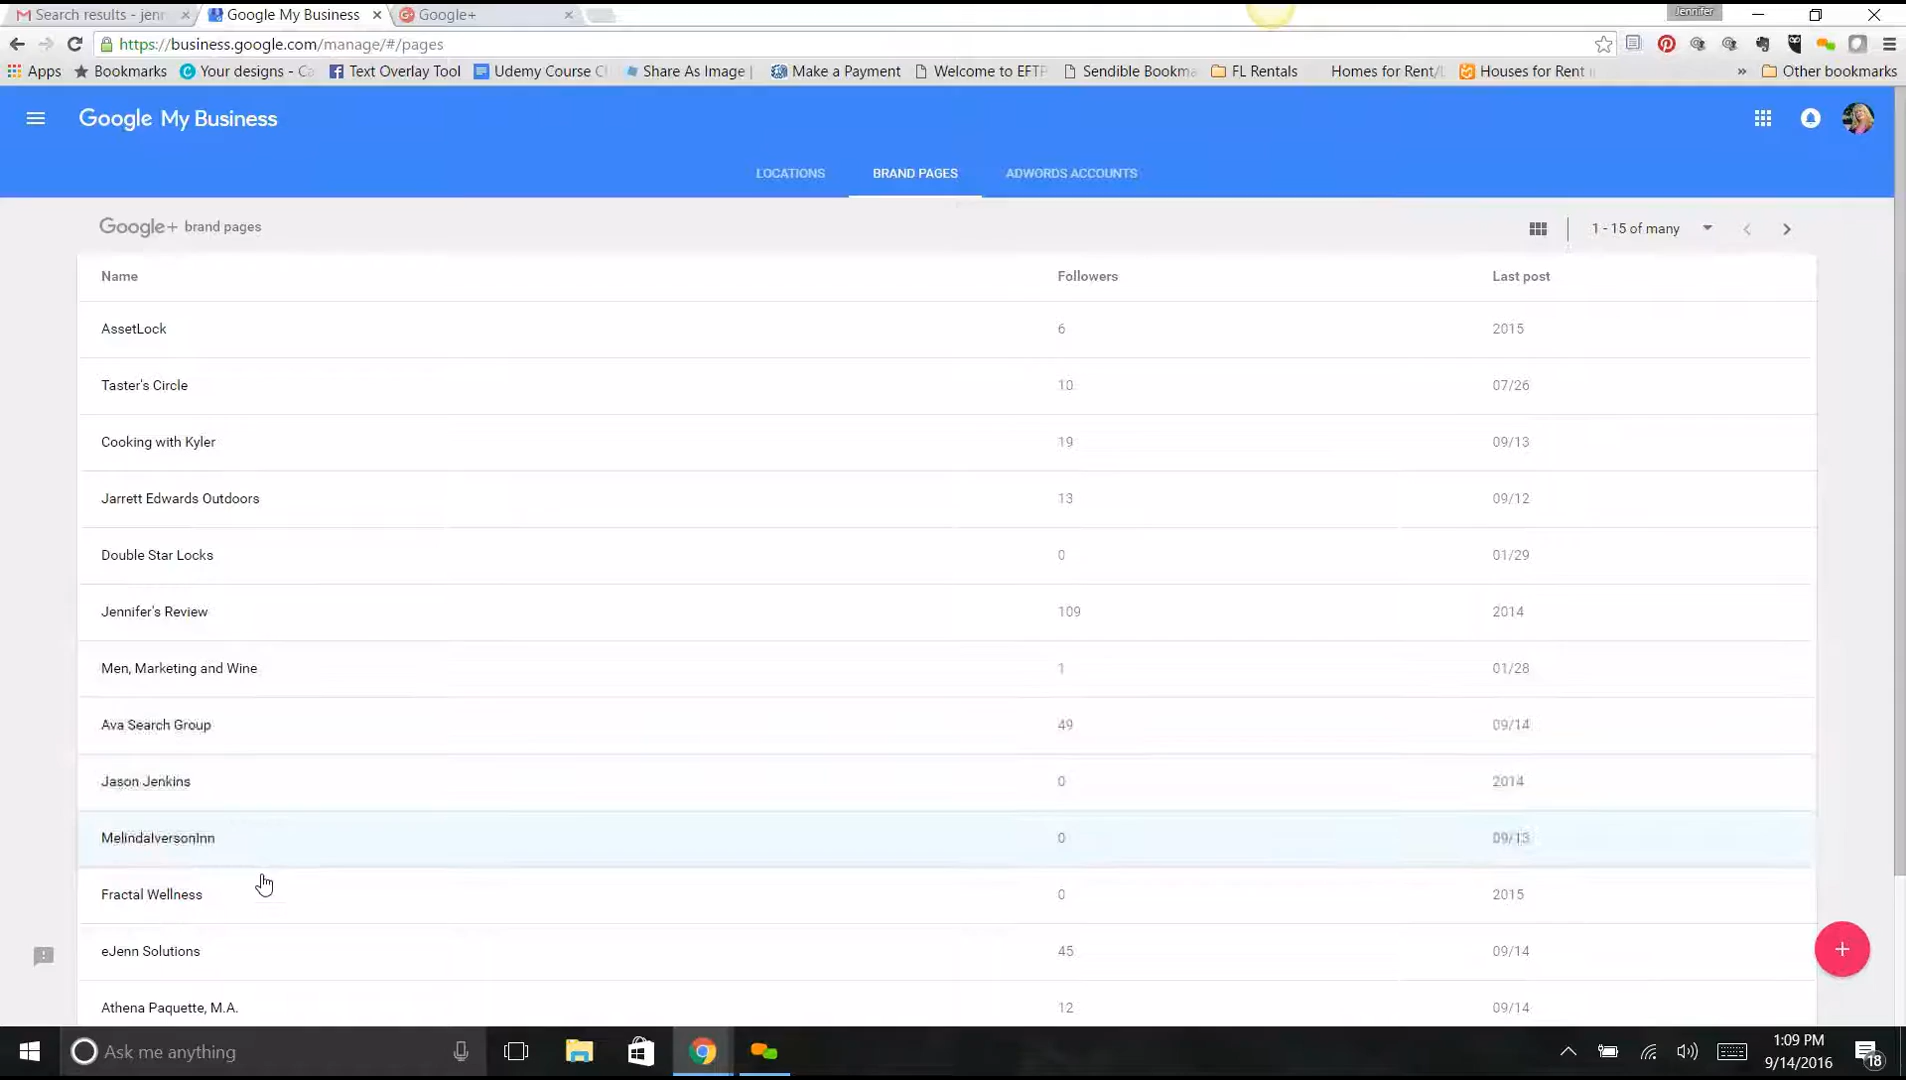 Search results - jenn
Google My Business
Google+
Jennifer
https://business.google.com/manage/#/pages
Apps
Bookmarks
Your designs - Ca
Text Overlay Tool
Udemy Course Cl
Share As Image |
Make a Payment
Welcome to EFTP
Sendible Bookma
FL Rentals
Homes for Rent/
Houses for Rent
»
Other bookmarks
Google My Business
LOCATIONS
BRAND PAGES
ADWORDS ACCOUNTS
Google+ brand pages
1 - 15 of many
Name Followers Last post
AssetLock 6 2015
Taster's Circle 10 07/26
Cooking with Kyler 19 09/13
Jarrett Edwards Outdoors 13 09/12
Double Star Locks 0 01/29
Jennifer's Review 109 2014
Men, Marketing and Wine 1 01/28
Ava Search Group 49 09/14
Jason Jenkins 0 2014
MelindaIversonInn 0 09/13
Fractal Wellness 0 2015
eJenn Solutions 45 09/14
Athena Paquette, M.A. 12 09/14
Ask me anything
1:09 PM
9/14/2016
18